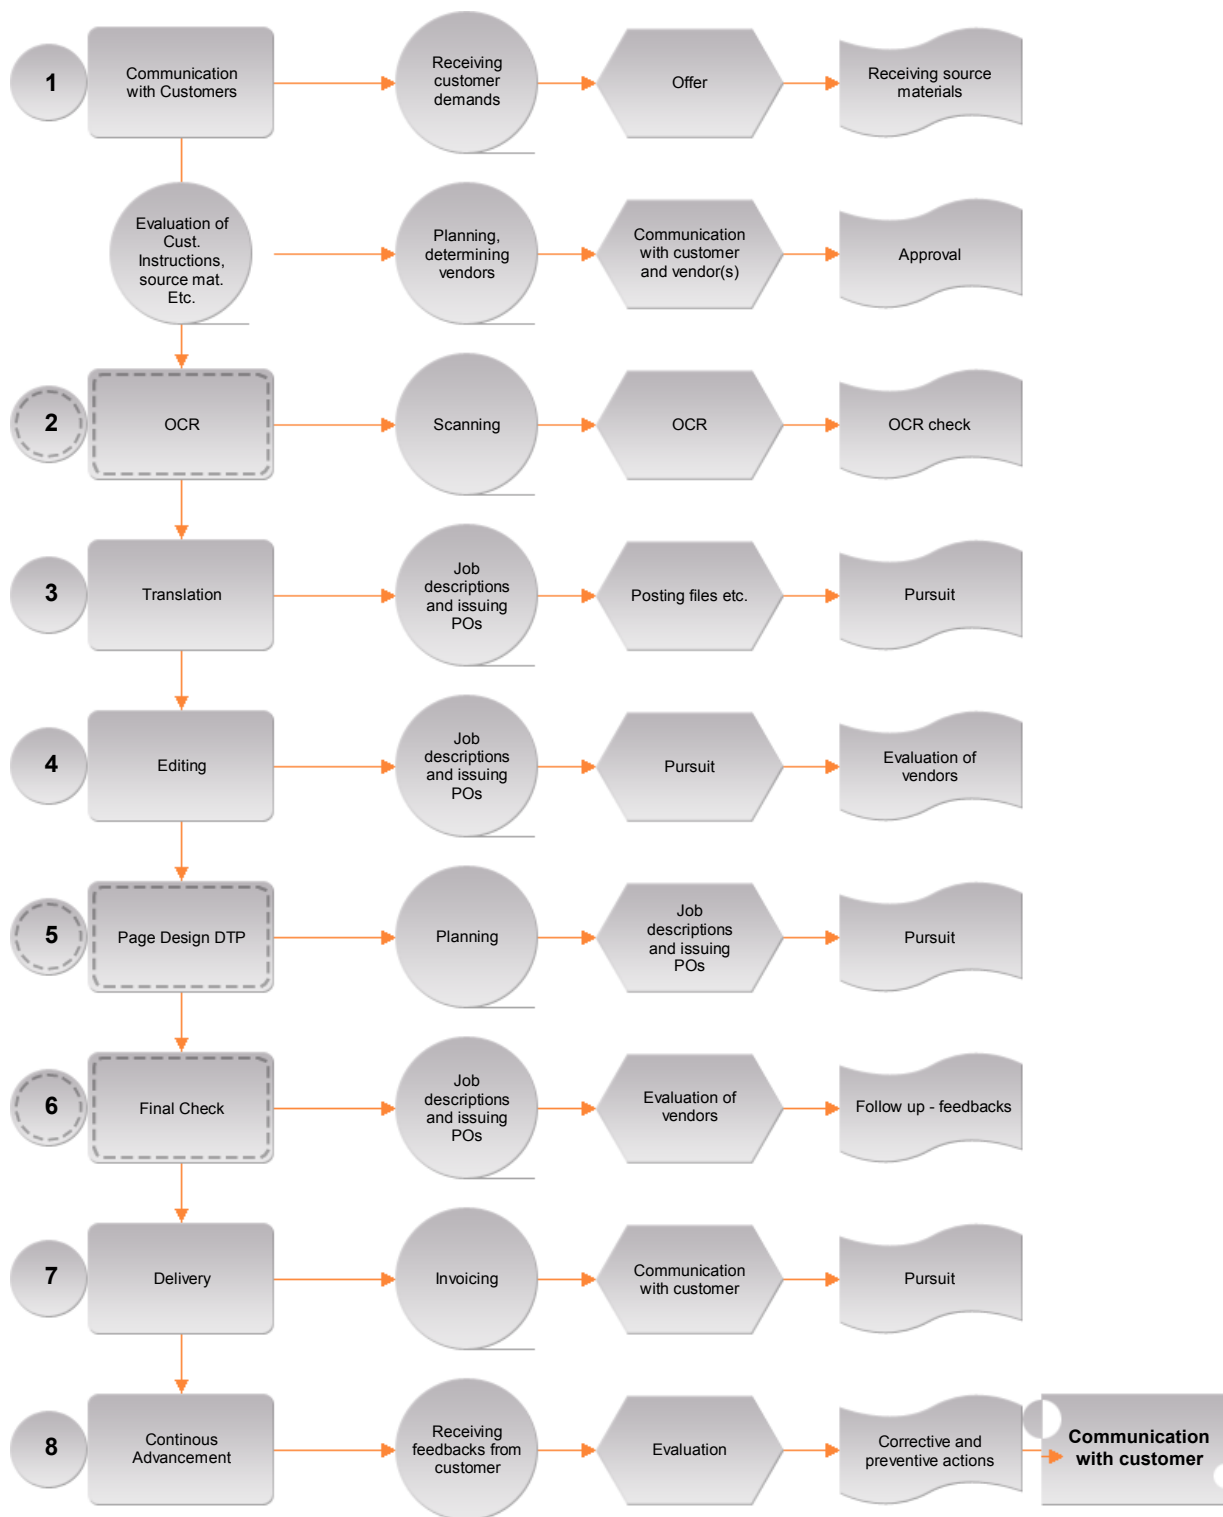 1
Communication
with Customers
Receiving
customer
demands
Offer
Receiving source
materials
Evaluation of
Cust.
Instructions,
source mat.
Etc.
Planning,
determining
vendors
Communication
with customer
and vendor(s)
Approval
2
OCR
Scanning
OCR
OCR check
3
Translation
Job
descriptions
and issuing
POs
Posting files etc.
Pursuit
4
Editing
Job
descriptions
and issuing
POs
Pursuit
Evaluation of
vendors
5
Page Design DTP
Planning
Job
descriptions
and issuing
POs
Pursuit
6
Final Check
Job
descriptions
and issuing
POs
Evaluation of
vendors
Follow up - feedbacks
7
Delivery
Invoicing
Communication
with customer
Pursuit
8
Continous
Advancement
Receiving
feedbacks from
customer
Evaluation
Corrective and
preventive actions
Communication
with customer